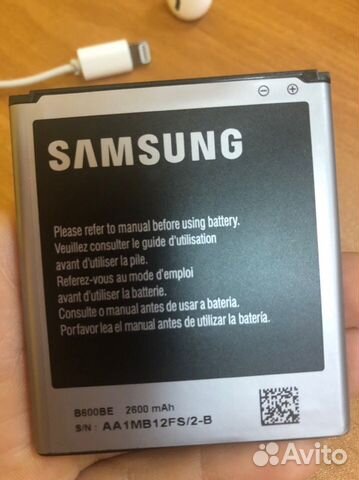 SAMSUNG
Please refer to manual before using battery.
Veuillez consulter le guide d'utilisation
avant d'utiliser la pile.
Referez-vous au mode d'emploi
avant d'utiliser la batterie.
Consulte o manual antes de usar a bateria.
Por favor lea el manual antes de utilizar la batería.
B600BE 2600 mAh
S/N : AA1MB12FS/2-B
Avito